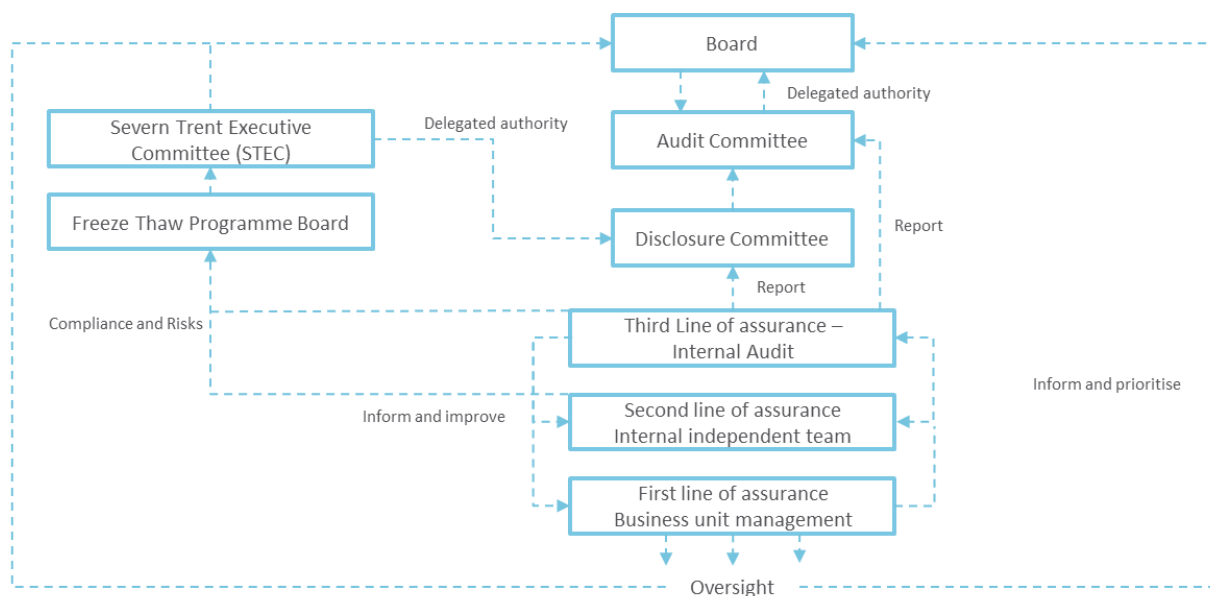 Board
Delegated authority
Severn Trent Executive
Committee (STEC)
Delegated authority
Audit Committee
Freeze Thaw Programme Board
Disclosure Committee
Report
Report
Compliance and Risks
Third Line of assurance –
Internal Audit
Inform and prioritise
Inform and improve
Second line of assurance
Internal independent team
First line of assurance
Business unit management
Oversight